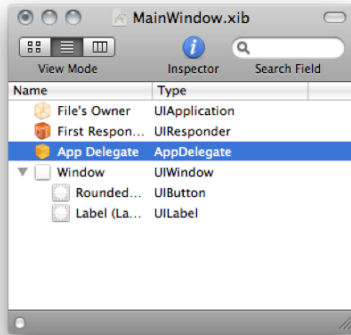 MainWindow.xib
View Mode Inspector Search Field
Name Type
File's Owner UIApplication
First Respon... UIResponder
App Delegate AppDelegate
Window UIWindow
Rounded... UIButton
Label (La... UILabel